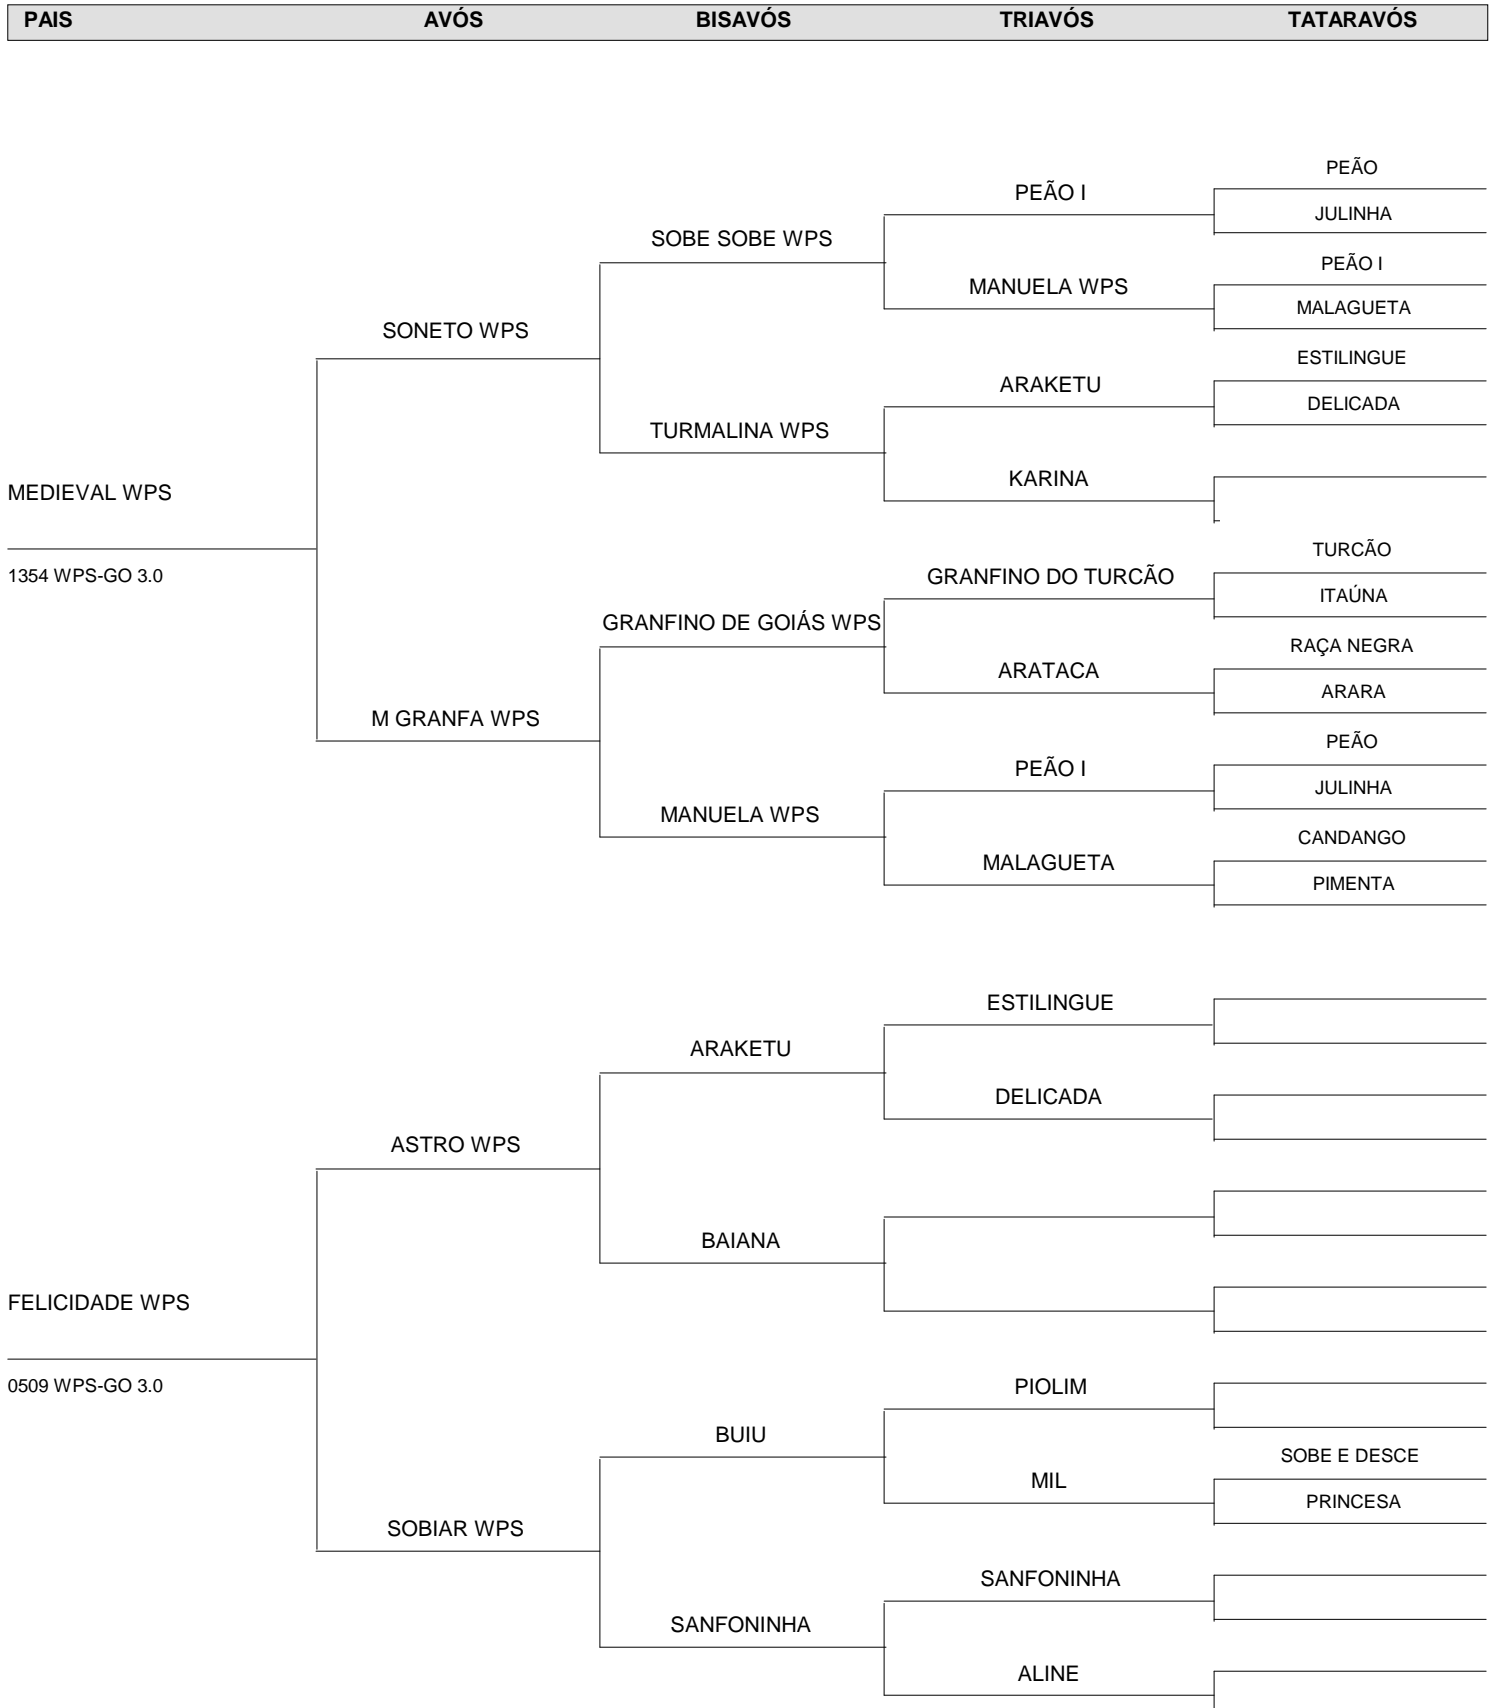 PAIS AVÓS BISAVÓS TRIAVÓS TATARAVÓS
PEÃO
PEÃO I
JULINHA
SOBE SOBE WPS
PEÃO I
MANUELA WPS
MALAGUETA
SONETO WPS
ESTILINGUE
ARAKETU
DELICADA
TURMALINA WPS
KARINA
MEDIEVAL WPS
TURCÃO
1354 WPS-GO 3.0
GRANFINO DO TURCÃO
ITAÚNA
GRANFINO DE GOIÁS WPS
RAÇA NEGRA
ARATACA
ARARA
M GRANFA WPS
PEÃO
PEÃO I
JULINHA
MANUELA WPS
CANDANGO
MALAGUETA
PIMENTA
ESTILINGUE
ARAKETU
DELICADA
ASTRO WPS
BAIANA
FELICIDADE WPS
0509 WPS-GO 3.0
PIOLIM
BUIU
SOBE E DESCE
MIL
PRINCESA
SOBIAR WPS
SANFONINHA
SANFONINHA
ALINE